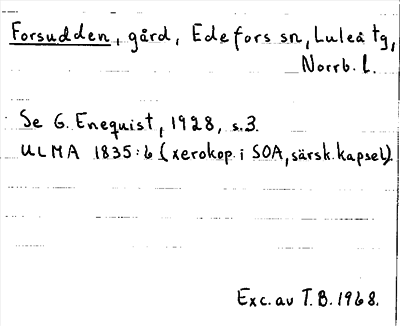 Forsudden, gård, Edefors sn, Luleå tg,
Norrb. l.
Se G. Enequist, 1928, s.3.
ULMA 1835:6 (xerokop. i SOA, särsk. kapsel).
Exc. av T.B. 1968.